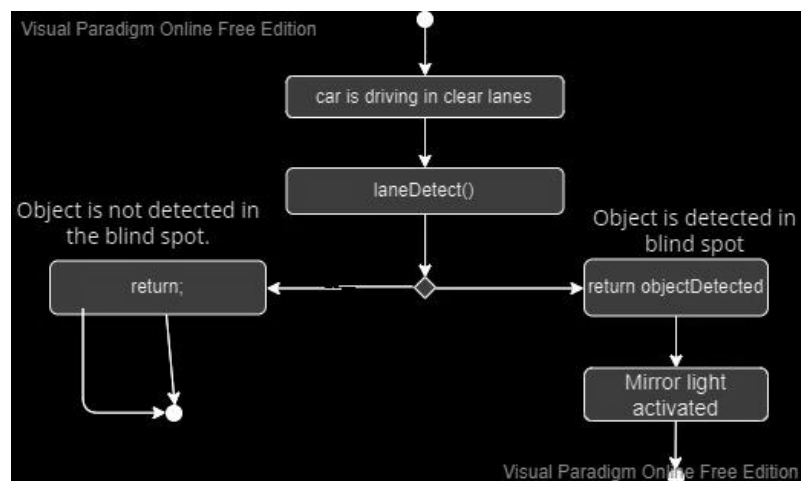 Visual Paradigm Online Free Edition
car is driving in clear lanes
laneDetect()
Object is not detected in
the blind spot.
Object is detected in
blind spot
return;
return objectDetected
Mirror light
activated
Visual Paradigm Online Free Edition